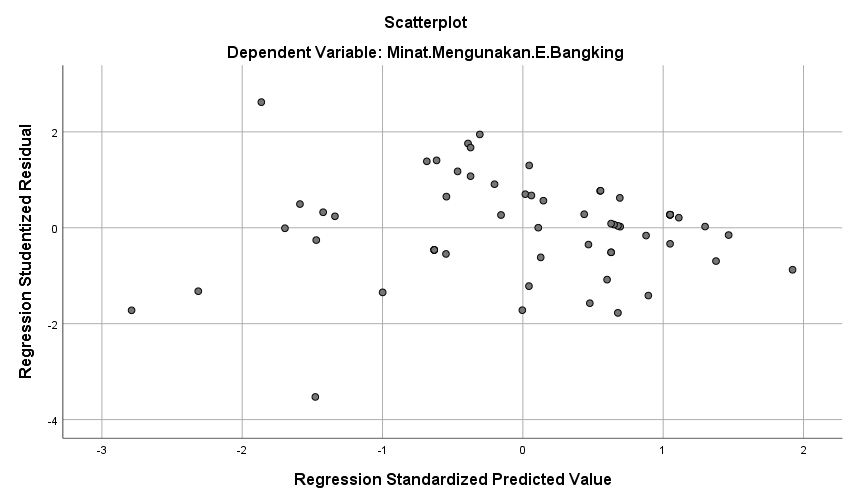 Scatterplot
Dependent Variable: Minat.Mengunakan.E.Bangking
Regression Studentized Residual
2
0
-2
-4
-3
-2
-1
0
1
2
Regression Standardized Predicted Value